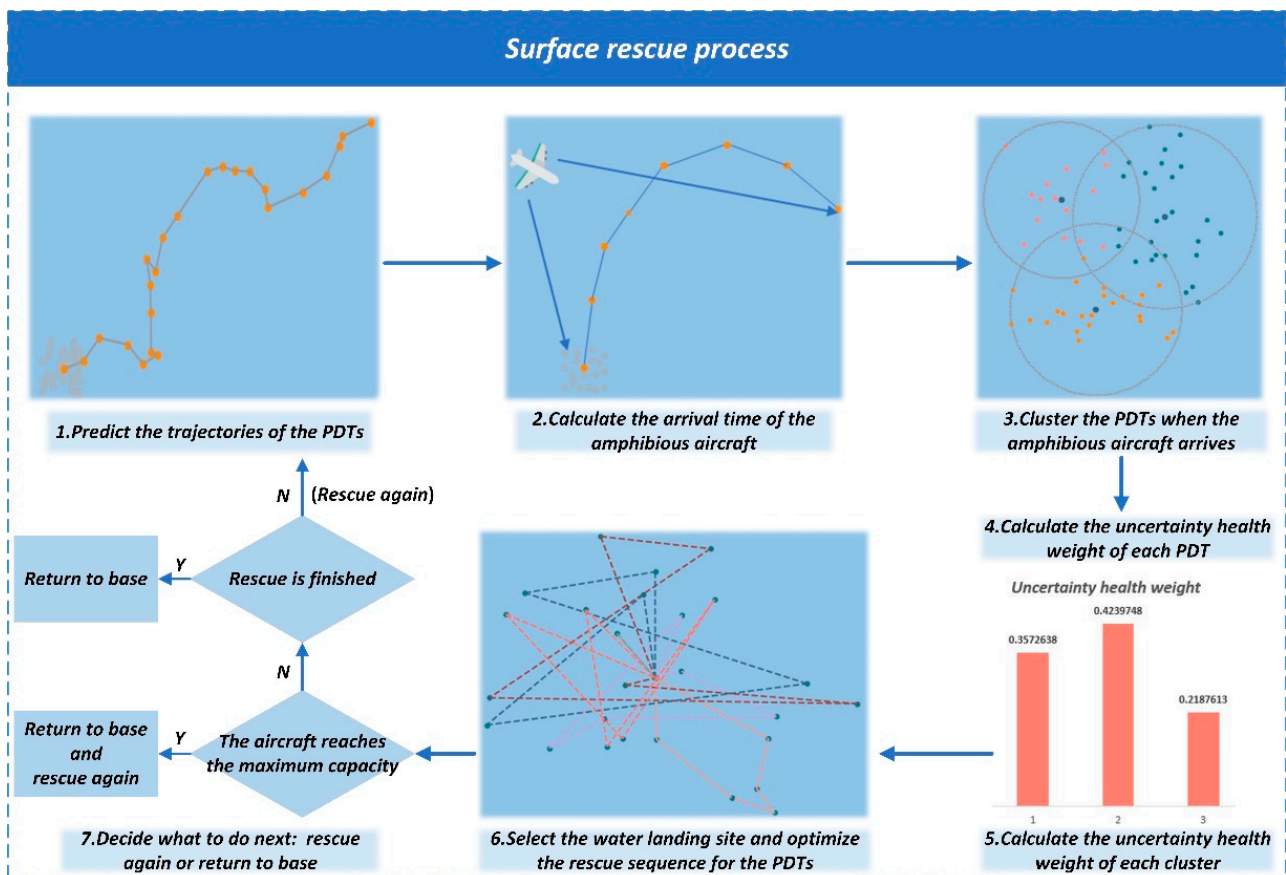 Surface rescue process
1.Predict the trajectories of the PDTs
2.Calculate the arrival time of the
amphibious aircraft
3.Cluster the PDTs when the
amphibious aircraft arrives
4.Calculate the uncertainty health
weight of each PDT
Uncertainty health weight
0.4239748
0.3572638
0.2187613
1 2 3
5.Calculate the uncertainty health
weight of each cluster
6.Select the water landing site and optimize
the rescue sequence for the PDTs
The aircraft reaches
the maximum capacity
Y
Return to base
and
rescue again
N
Rescue is finished
Y
Return to base
N (Rescue again)
7.Decide what to do next: rescue
again or return to base